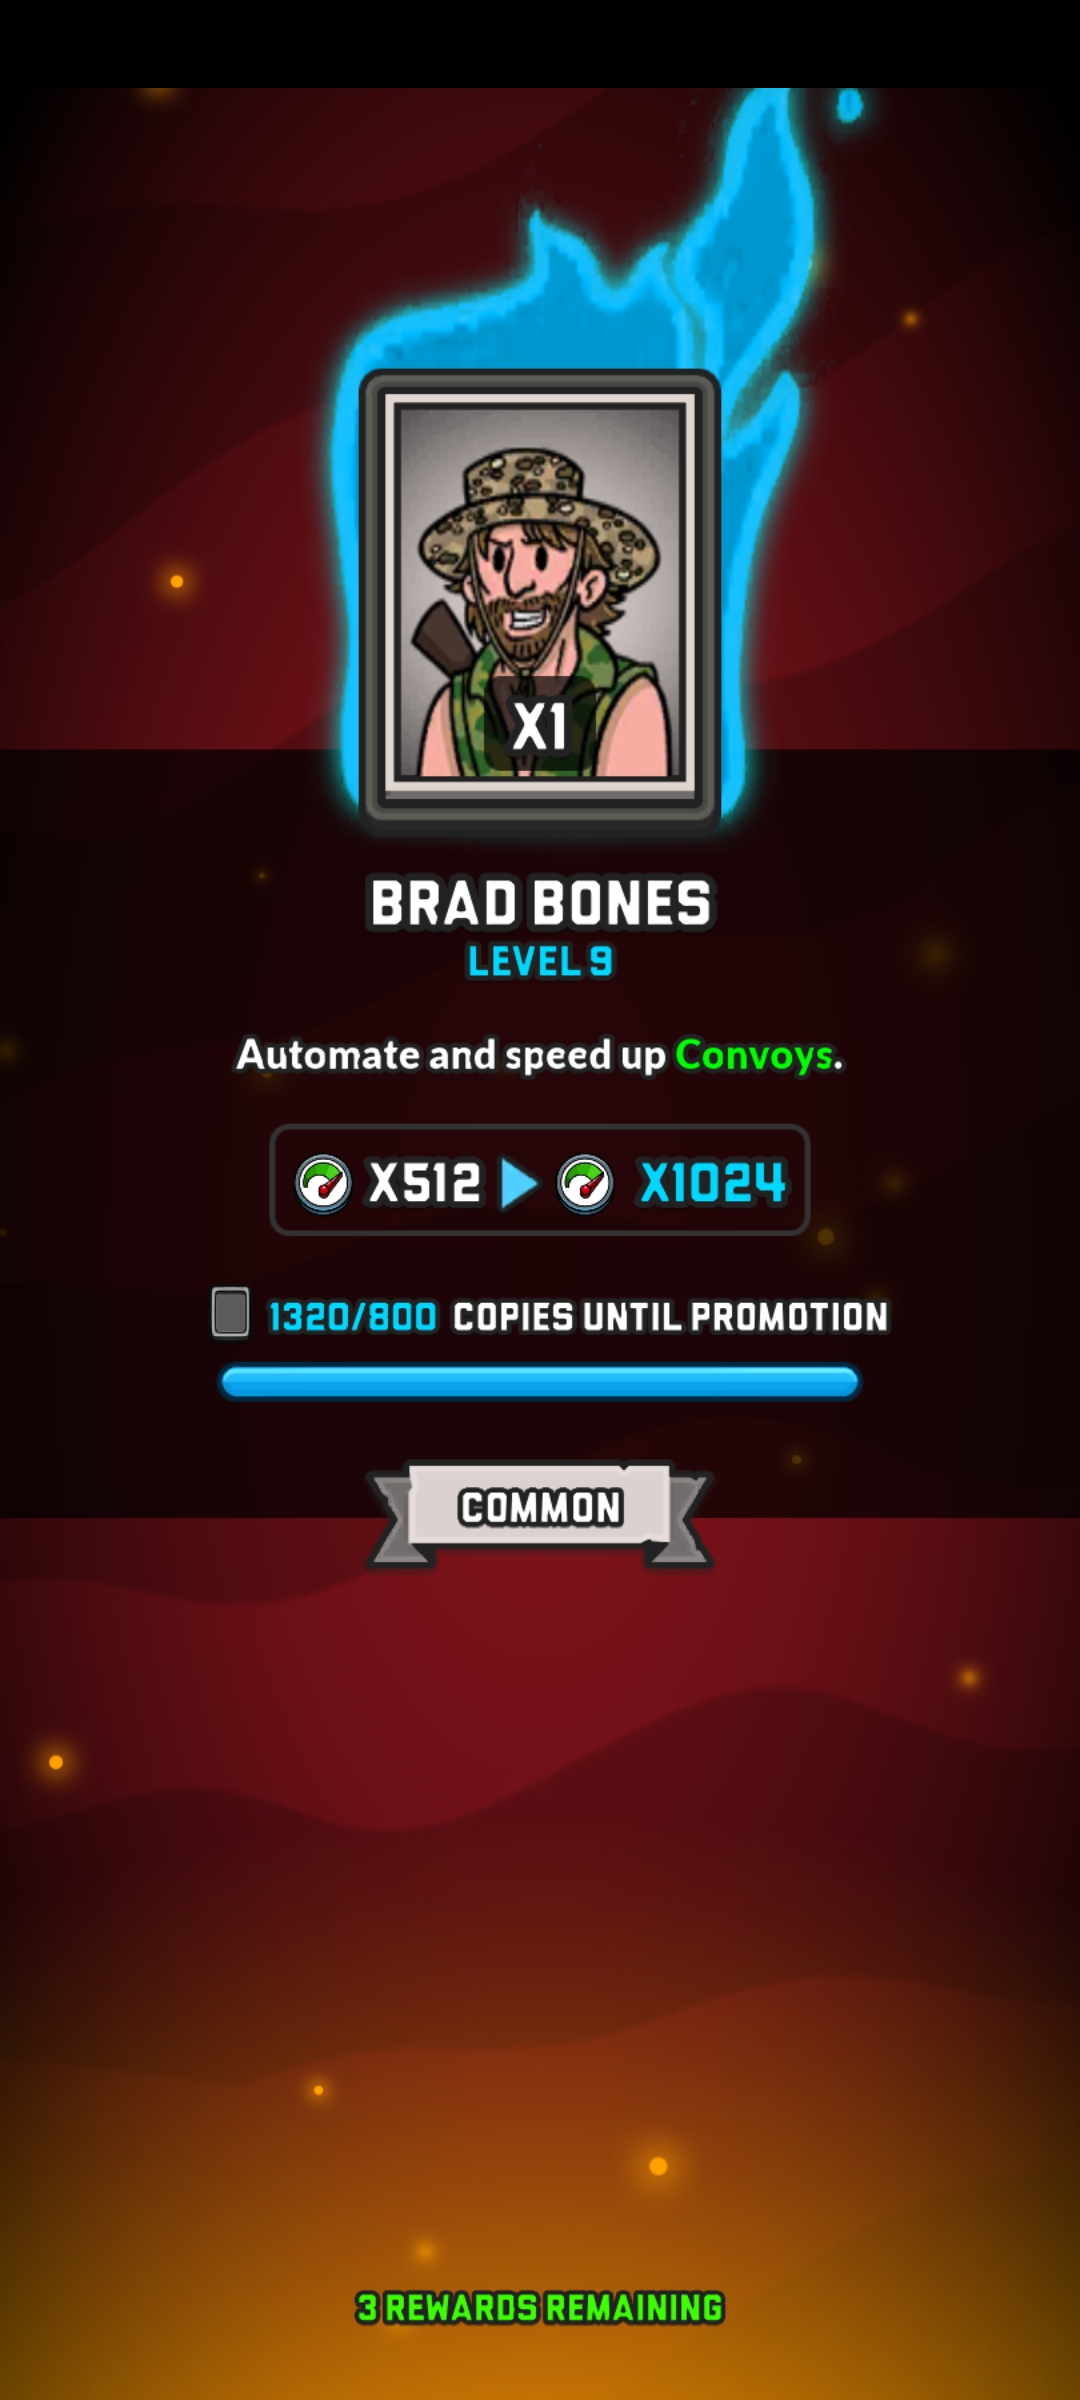 X1
BRAD BONES
LEVEL 9
Automate and speed up Convoys.
X512 X1024
1320/800 COPIES UNTIL PROMOTION
COMMON
3 REWARDS REMAINING